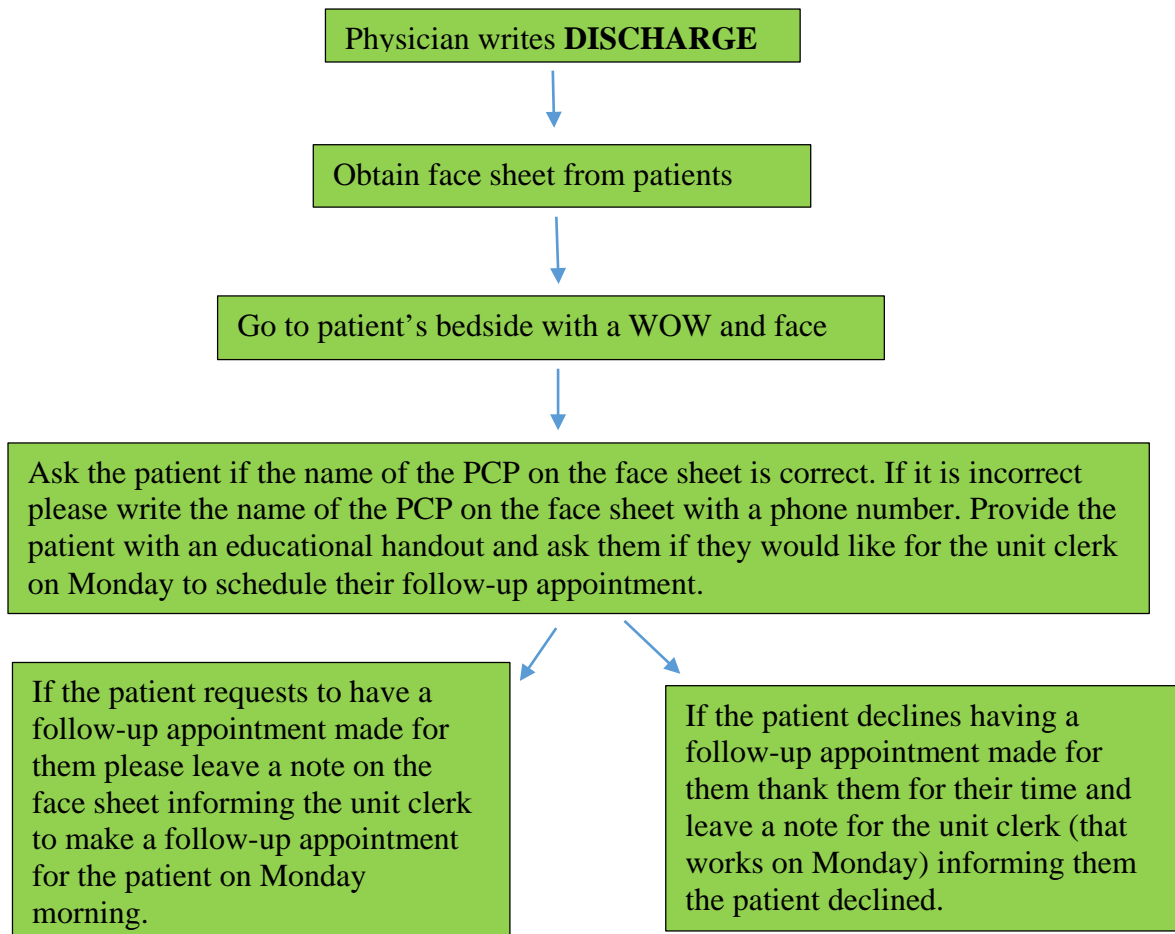 Physician writes DISCHARGE
Obtain face sheet from patients
Go to patient’s bedside with a WOW and face
Ask the patient if the name of the PCP on the face sheet is correct. If it is incorrect
please write the name of the PCP on the face sheet with a phone number. Provide the
patient with an educational handout and ask them if they would like for the unit clerk
on Monday to schedule their follow-up appointment.
If the patient requests to have a
follow-up appointment made for
them please leave a note on the
face sheet informing the unit clerk
to make a follow-up appointment
for the patient on Monday
morning.
If the patient declines having a
follow-up appointment made for
them thank them for their time and
leave a note for the unit clerk (that
works on Monday) informing them
the patient declined.